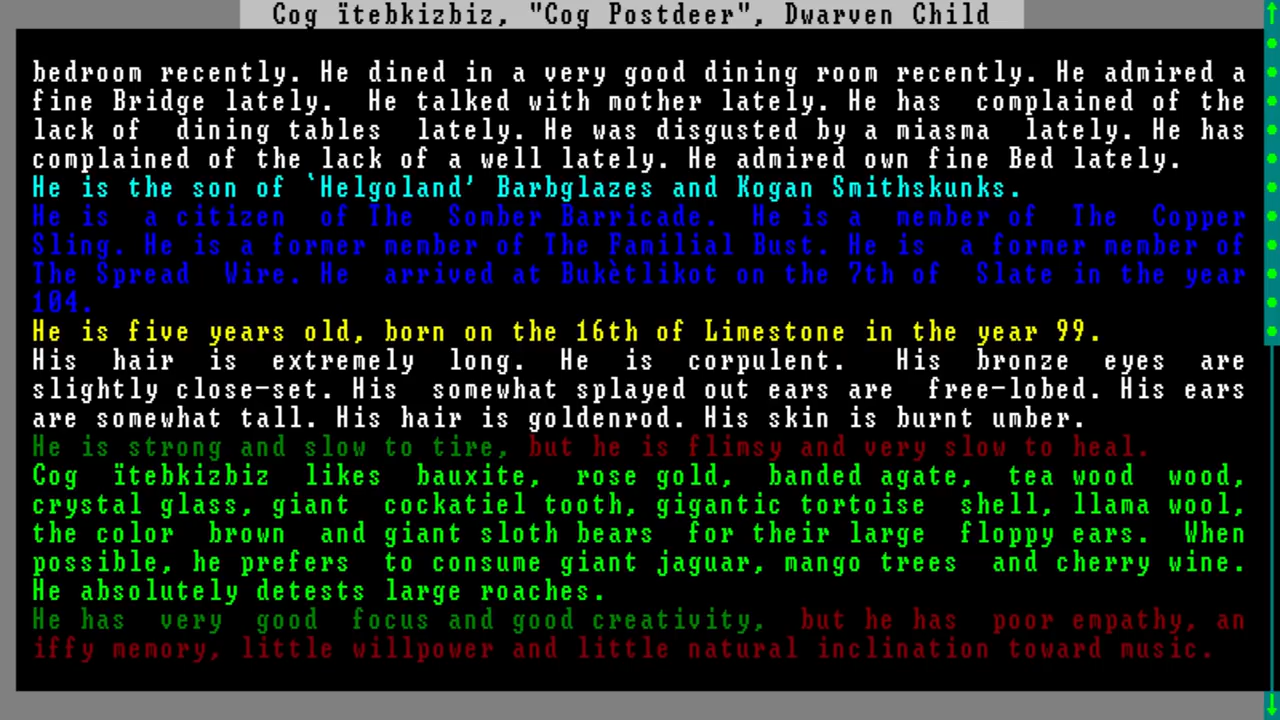 Cog ïtebkizbiz, "Cog Postdeer", Dwarven Child
bedroom recently. He dined in a very good dining room recently. He admired a
fine Bridge lately. He talked with mother lately. He has complained of the
lack of dining tables lately. He was disgusted by a miasma lately. He has
complained of the lack of a well lately. He admired own fine Bed lately.
He is the son of `Helgoland' Barbglazes and Kogan Smithskunks.
He is a citizen of The Somber Barricade. He is a member of The Copper
Sling. He is a former member of The Familial Bust. He is a former member of
The Spread Wire. He arrived at Bukètlikot on the 7th of Slate in the year
104.
He is five years old, born on the 16th of Limestone in the year 99.
His hair is extremely long. He is corpulent. His bronze eyes are
slightly close-set. His somewhat splayed out ears are free-lobed. His ears
are somewhat tall. His hair is goldenrod. His skin is burnt umber.
He is strong and slow to tire, but he is flimsy and very slow to heal.
Cog ïtebkizbiz likes bauxite, rose gold, banded agate, tea wood wood,
crystal glass, giant cockatiel tooth, gigantic tortoise shell, llama wool,
the color brown and giant sloth bears for their large floppy ears. When
possible, he prefers to consume giant jaguar, mango trees and cherry wine.
He absolutely detests large roaches.
He has very good focus and good creativity, but he has poor empathy, an
iffy memory, little willpower and little natural inclination toward music.